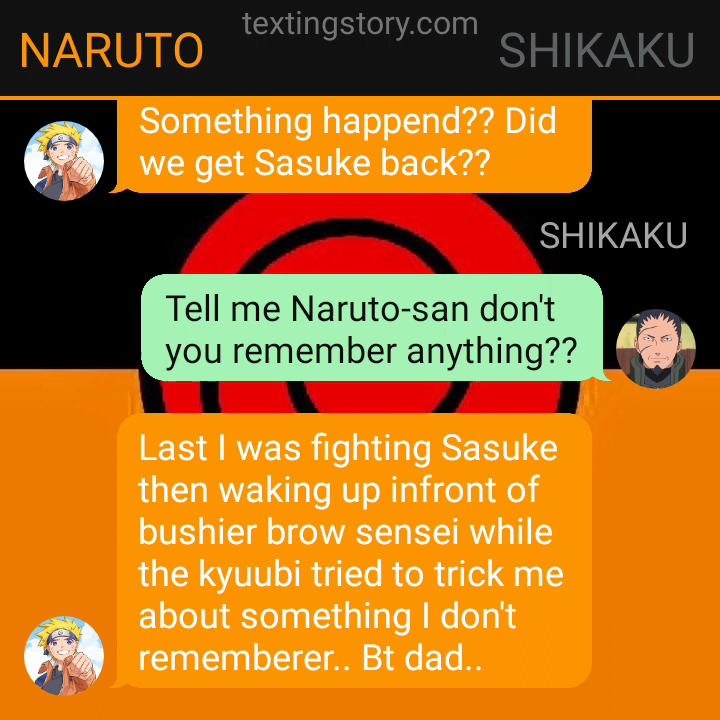 textingstory.com
NARUTO
SHIKAKU
Something happend?? Did
we get Sasuke back??
SHIKAKU
Tell me Naruto-san don't
you remember anything??
Last I was fighting Sasuke
then waking up infront of
bushier brow sensei while
the kyuubi tried to trick me
about something I don't
rememberer.. Bt dad..